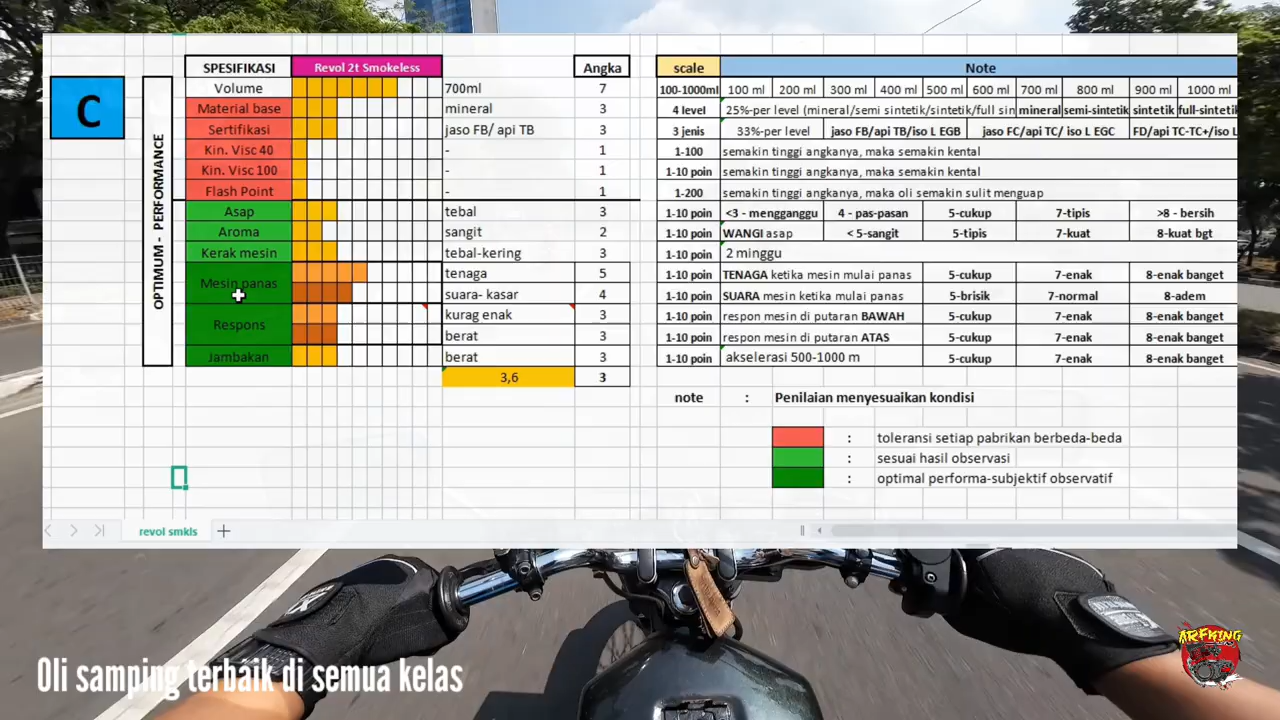 SPESIFIKASI Revol 2t Smokeless Angka
Volume 700ml 7
Material base mineral 3
Sertifikasi jaso FB/ api TB 3
Kin. Visc 40 - 1
Kin. Visc 100 - 1
Flash Point - 1
Asap tebal 3
Aroma sangit 2
Kerak mesin tebal-kering 3
Mesin panas tenaga 5
suara- kasar 4
Respons kurag enak 3
berat 3
Jambakan berat 3
3,6 3
C
OPTIMUM - PERFORMANCE
scale Note
100-1000ml 100 ml 200 ml 300 ml 400 ml 500 ml 600 ml 700 ml 800 ml 900 ml 1000 ml
4 level 25%-per level (mineral/semi sintetik/sintetik/full sin mineral semi-sintetik sintetik full-sinteti
3 jenis 33%-per level jaso FB/api TB/iso L EGB jaso FC/api TC/ iso L EGC FD/api TC-TC+/iso L
1-100 semakin tinggi angkanya, maka semakin kental
1-10 poin semakin tinggi angkanya, maka semakin kental
1-200 semakin tinggi angkanya, maka oli semakin sulit menguap
1-10 poin <3 - mengganggu 4 - pas-pasan 5-cukup 7-tipis >8 - bersih
1-10 poin WANGI asap < 5-sangit 5-tipis 7-kuat 8-kuat bgt
1-10 poin 2 minggu
1-10 poin TENAGA ketika mesin mulai panas 5-cukup 7-enak 8-enak banget
1-10 poin SUARA mesin ketika mulai panas 5-brisik 7-normal 8-adem
1-10 poin respon mesin di putaran BAWAH 5-cukup 7-enak 8-enak banget
1-10 poin respon mesin di putaran ATAS 5-cukup 7-enak 8-enak banget
1-10 poin akselerasi 500-1000 m 5-cukup 7-enak 8-enak banget
note : Penilaian menyesuaikan kondisi
: toleransi setiap pabrikan berbeda-beda
: sesuai hasil observasi
: optimal performa-subjektif observatif
revol smkls
Oli samping terbaik di semua kelas
ARFKING